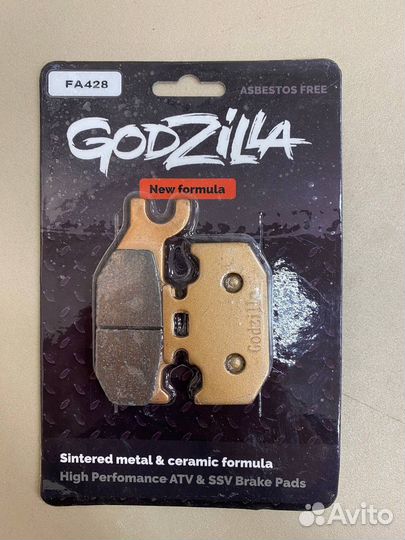 FA428
ASBESTOS FREE
GODZILLA
New formula
Godzilla
Sintered metal & ceramic formula
High Perfomance ATV & SSV Brake Pads
Avito